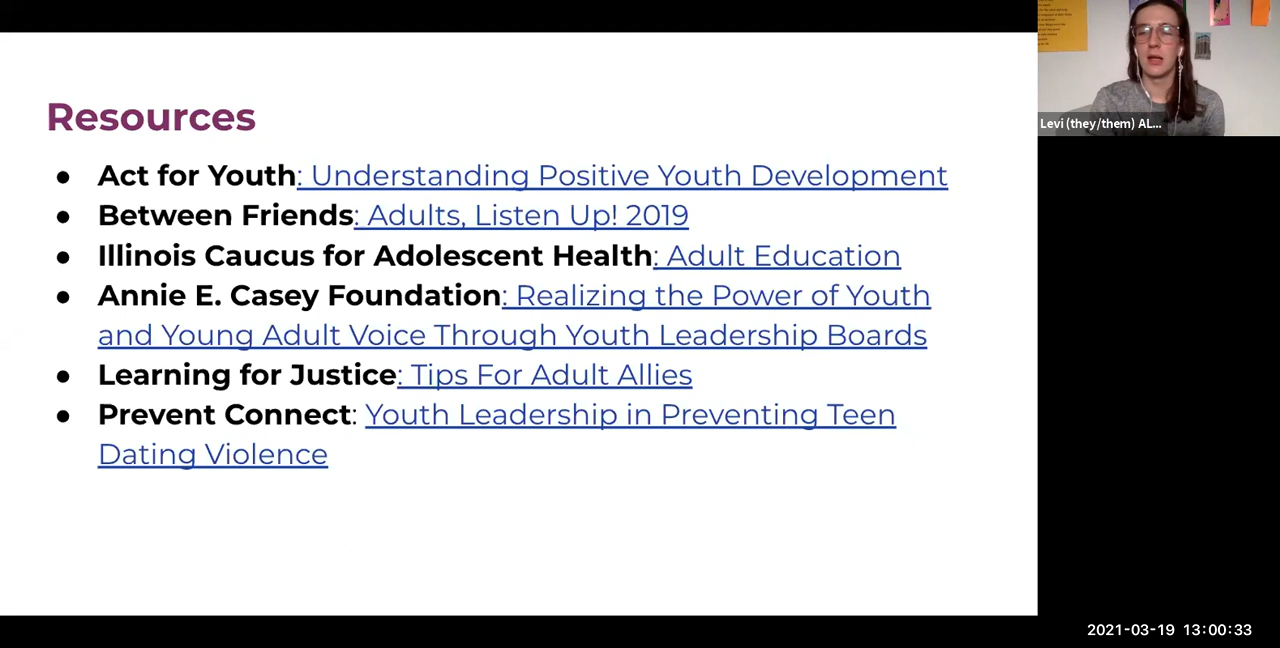 Resources
● Act for Youth: Understanding Positive Youth Development
● Between Friends: Adults, Listen Up! 2019
● Illinois Caucus for Adolescent Health: Adult Education
● Annie E. Casey Foundation: Realizing the Power of Youth
and Young Adult Voice Through Youth Leadership Boards
● Learning for Justice: Tips For Adult Allies
● Prevent Connect: Youth Leadership in Preventing Teen
Dating Violence
Levi (they/them) AL...
2021-03-19 13:00:33